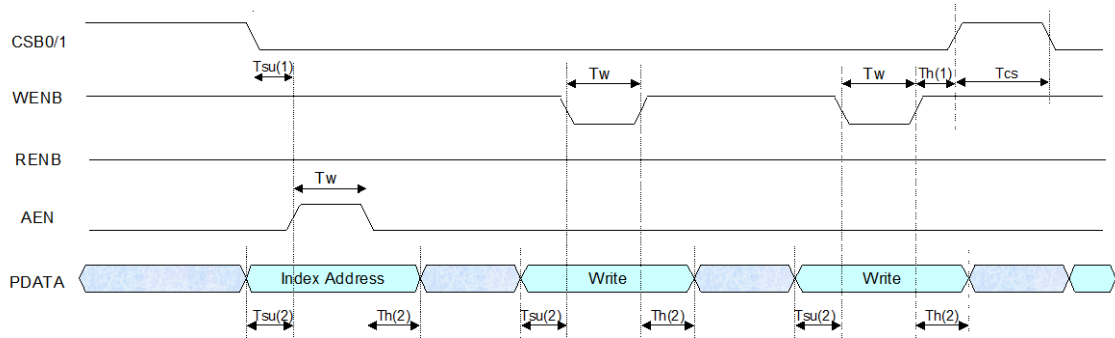 CSB0/1
Tsu(1)
Tw
Tw
Th(1)
Tcs
WENB
RENB
Tw
AEN
PDATA
Index Address
Write
Write
Tsu(2)
Th(2)
Tsu(2)
Th(2)
Tsu(2)
Th(2)